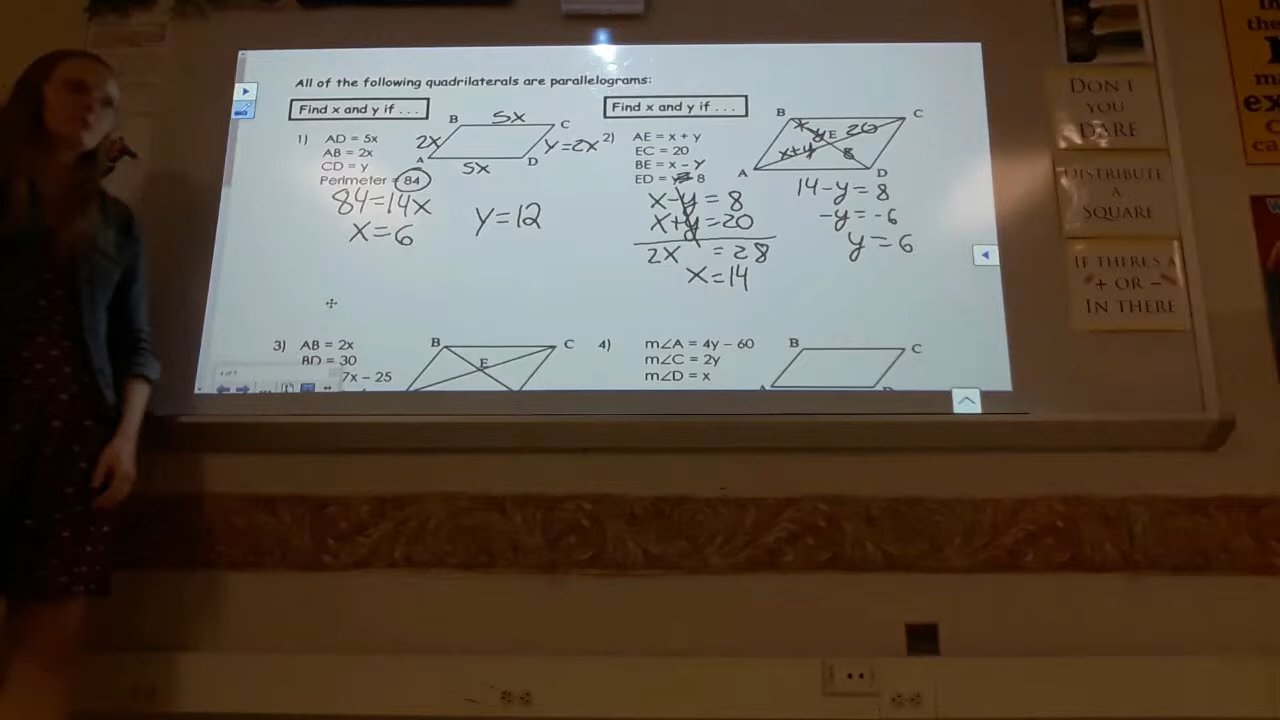 All of the following quadrilaterals are parallelograms:
Find x and y if . . .
1) AD = 5x
AB = 2x
CD = y
Perimeter = 84
B 5x C
2x y=2x
A 5x D
84=14x
x=6
y=12
Find x and y if . . .
2) AE = x + y
EC = 20
BE = x - y
ED = 8
B C
E 20
x+y 8
A D
x-y=8
x+y=20
2x = 28
x=14
14-y=8
-y=-6
y=6
3) AB = 2x
BD = 30
7x – 25
B C
E
4) m∠A = 4y – 60
m∠C = 2y
m∠D = x
B C
DON'T
YOU
DARE
DISTRIBUTE
A
SQUARE
IF THERE'S A
+ OR –
IN THERE